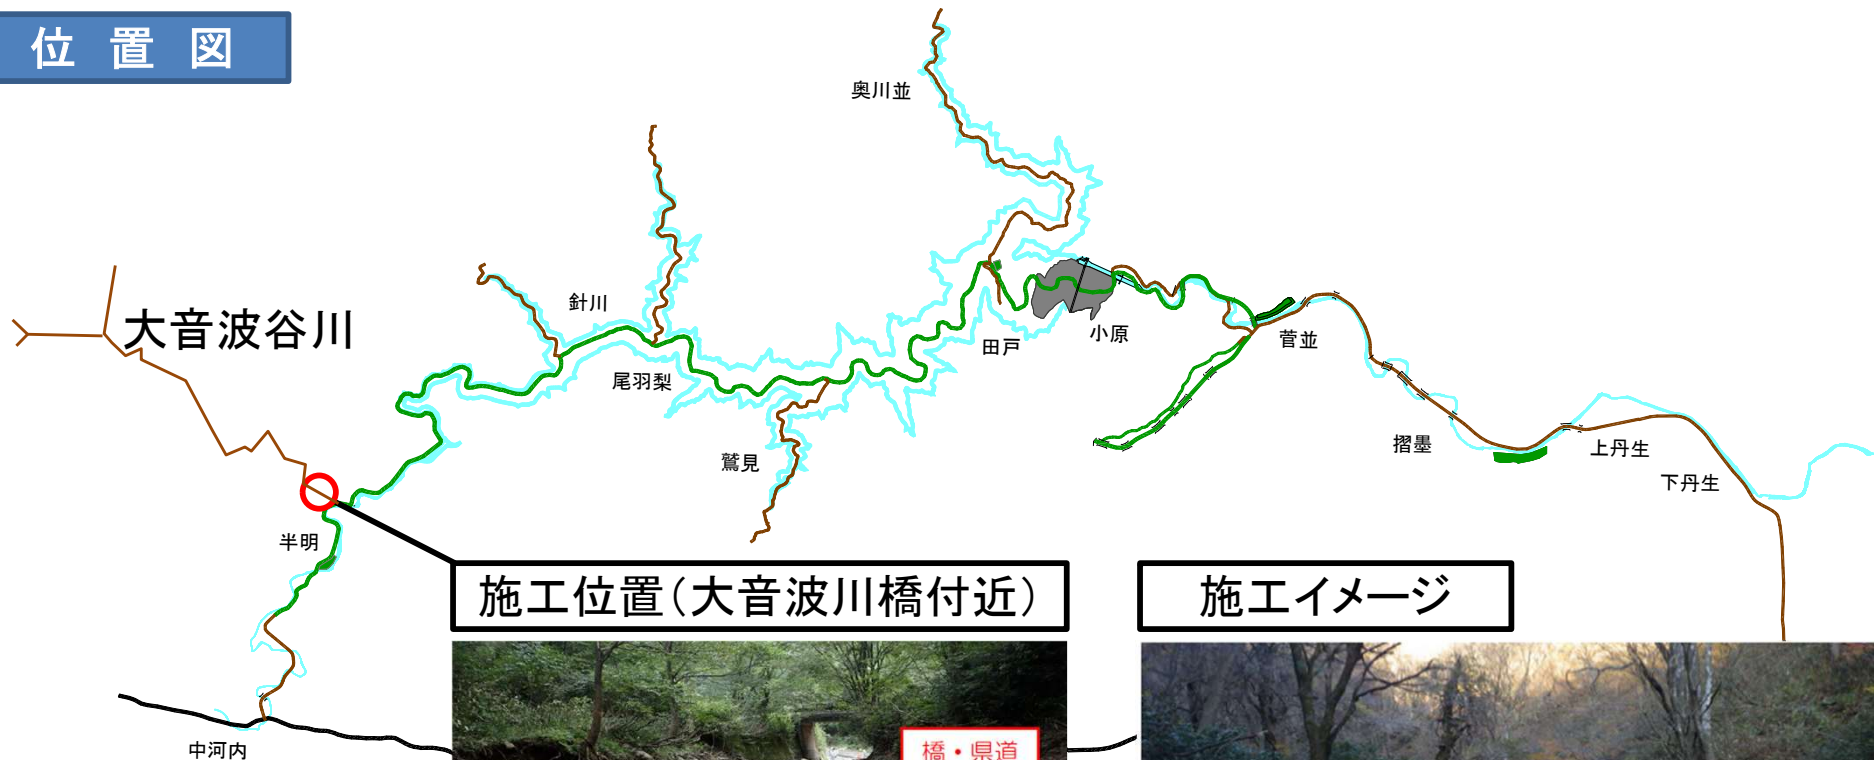 位置図
奥川並
針川
大音波谷川
尾羽梨
田戸
小原
菅並
鷲見
摺墨
上丹生
下丹生
半明
施工位置（大音波川橋付近）
施工イメージ
橋・県道
中河内